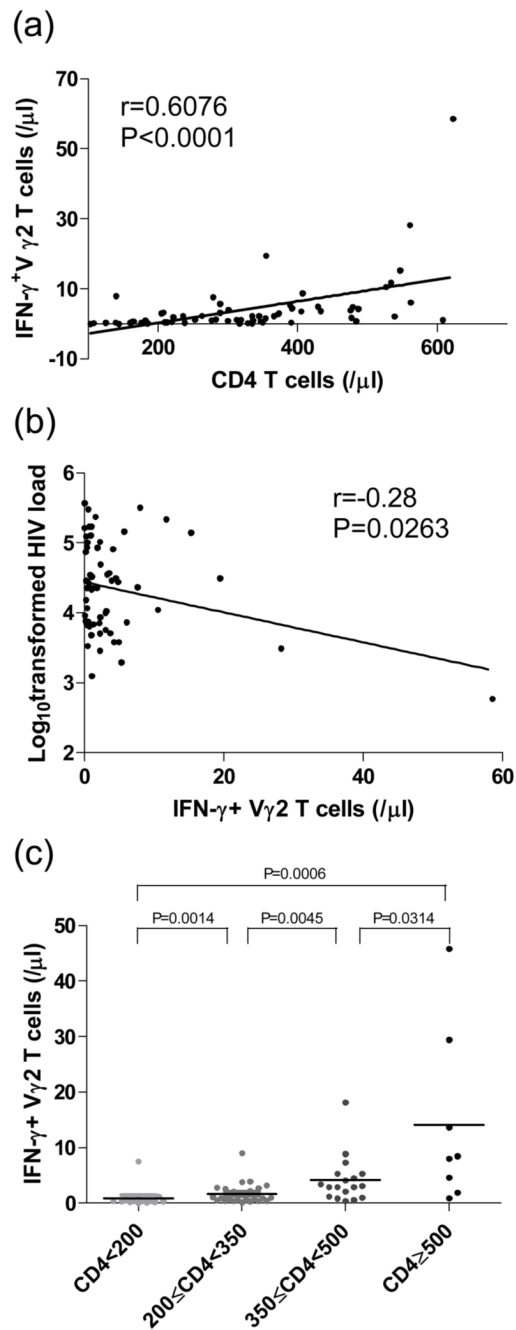 (a)
IFN-γ+V γ2 T cells (/μl)
70
50
30
10
-10
r=0.6076
P<0.0001
200
400
600
CD4 T cells (/μl)
(b)
Log10transformed HIV load
6
5
4
3
2
r=-0.28
P=0.0263
0
20
40
60
IFN-γ+ Vγ2 T cells (/μl)
(c)
P=0.0006
P=0.0014
P=0.0045
P=0.0314
IFN-γ+ Vγ2 T cells (/μl)
50
40
30
20
10
0
CD4<200
200≤CD4<350
350≤CD4<500
CD4≥500